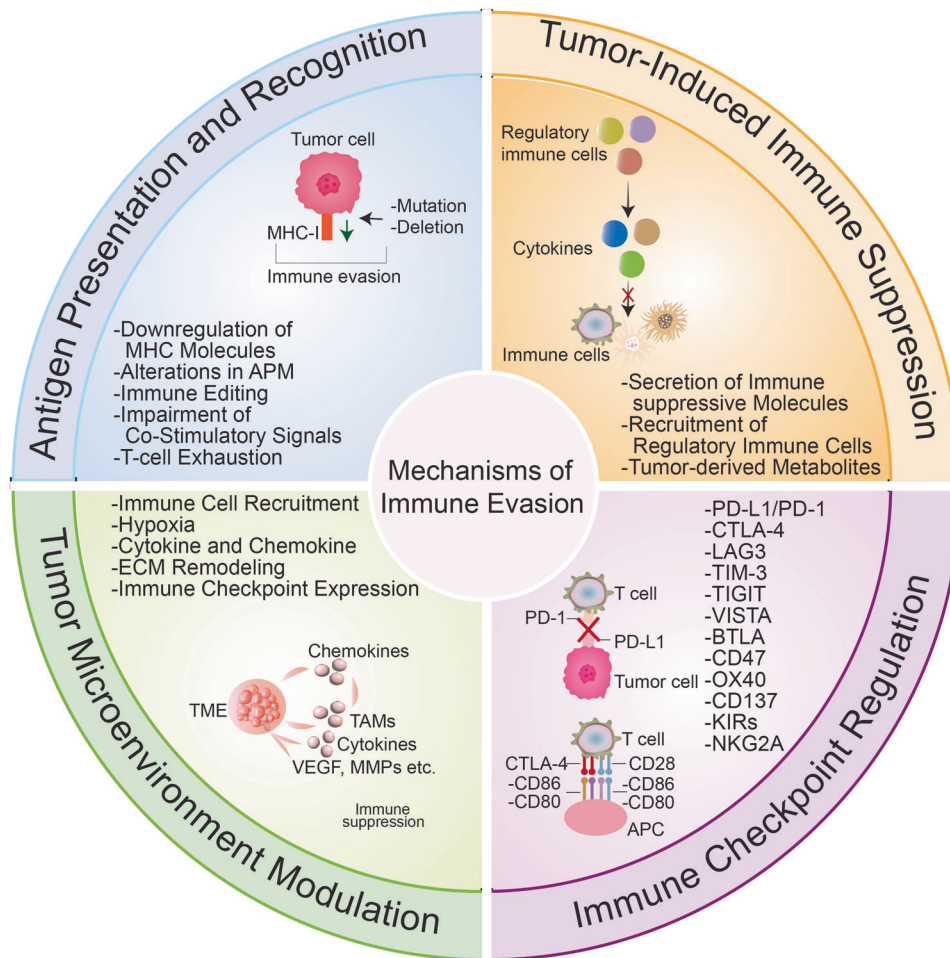 Antigen Presentation and Recognition
Tumor cell
-Mutation
-Deletion
MHC-I
Immune evasion
-Downregulation of
MHC Molecules
-Alterations in APM
-Immune Editing
-Impairment of
Co-Stimulatory Signals
-T-cell Exhaustion
Tumor-Induced Immune Suppression
Regulatory
immune cells
Cytokines
Immune cells
-Secretion of Immune
suppressive Molecules
-Recruitment of
Regulatory Immune Cells
-Tumor-derived Metabolites
Mechanisms of
Immune Evasion
Tumor Microenvironment Modulation
-Immune Cell Recruitment
-Hypoxia
-Cytokine and Chemokine
-ECM Remodeling
-Immune Checkpoint Expression
Chemokines
TME
TAMs
Cytokines
VEGF, MMPs etc.
Immune
suppression
Immune Checkpoint Regulation
-PD-L1/PD-1
-CTLA-4
-LAG3
-TIM-3
-TIGIT
-VISTA
-BTLA
-CD47
-OX40
-CD137
-KIRs
-NKG2A
T cell
PD-1
PD-L1
Tumor cell
T cell
CTLA-4
CD28
-CD86
-CD80
-CD86
-CD80
APC